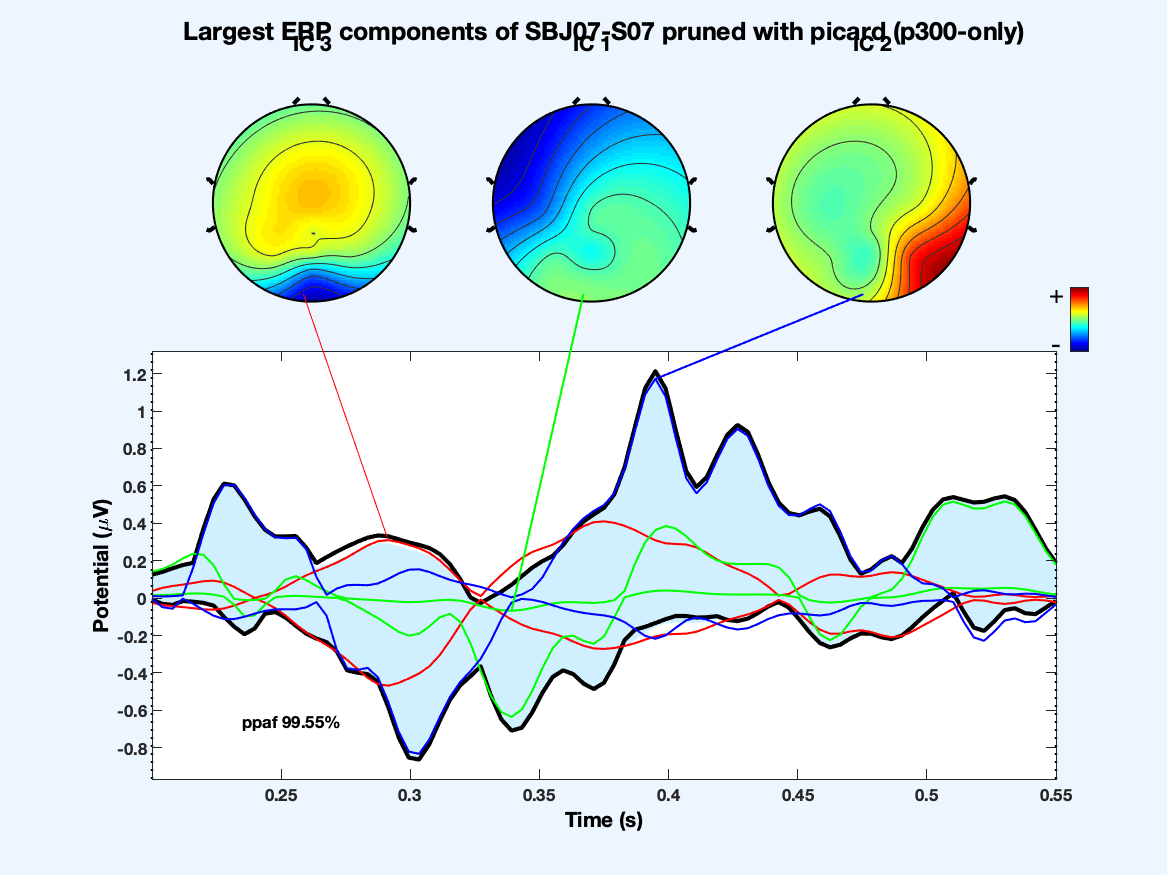 Largest ERP components of SBJ07-S07 pruned with picard (p300-only)
IC 3
IC 1
IC 2
+
-
1.2
1
0.8
0.6
0.4
0.2
0
-0.2
-0.4
-0.6
-0.8
Potential (μV)
ppaf 99.55%
0.25 0.3 0.35 0.4 0.45 0.5 0.55
Time (s)